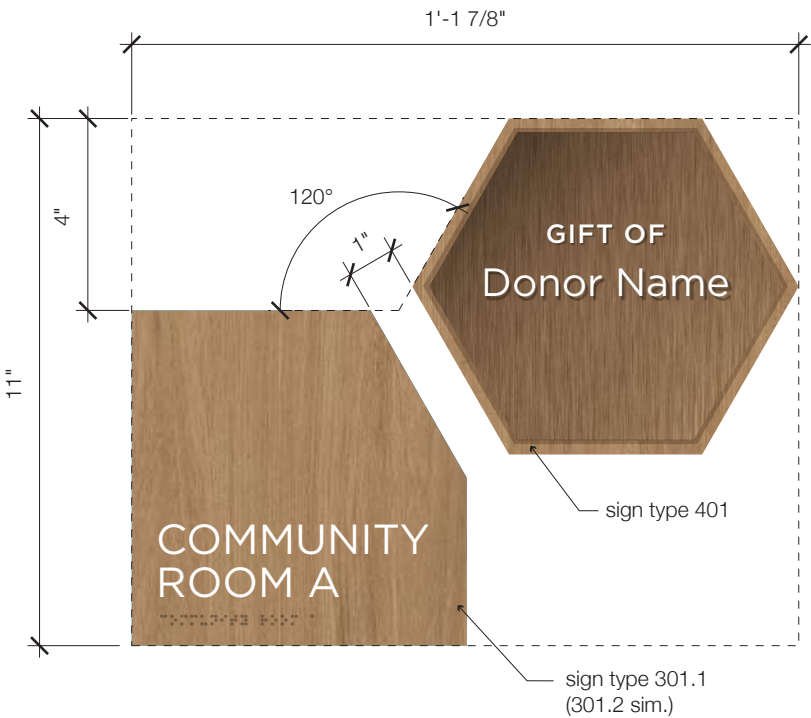 1'-1 7/8"
4"
11"
120°
1"
GIFT OF
Donor Name
COMMUNITY
ROOM A
sign type 401
sign type 301.1
(301.2 sim.)